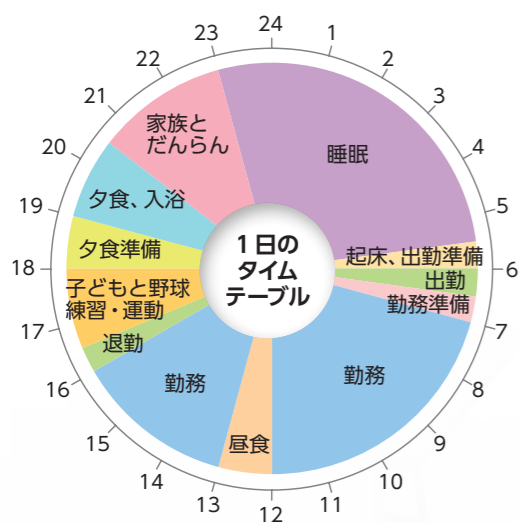 24
1
2
3
4
5
6
7
8
9
10
11
12
13
14
15
16
17
18
19
20
21
22
23
1日の
タイム
テーブル
睡眠
起床、出勤準備
出勤
勤務準備
勤務
昼食
勤務
退勤
子どもと野球
練習・運動
夕食準備
夕食、入浴
家族と
だんらん